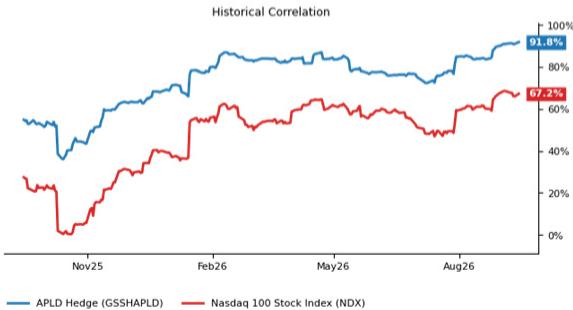 Historical Correlation
100%
91.8%
80%
67.2%
60%
40%
20%
0%
Nov25 Feb26 May26 Aug26
APLD Hedge (GSSHAPLD) Nasdaq 100 Stock Index (NDX)